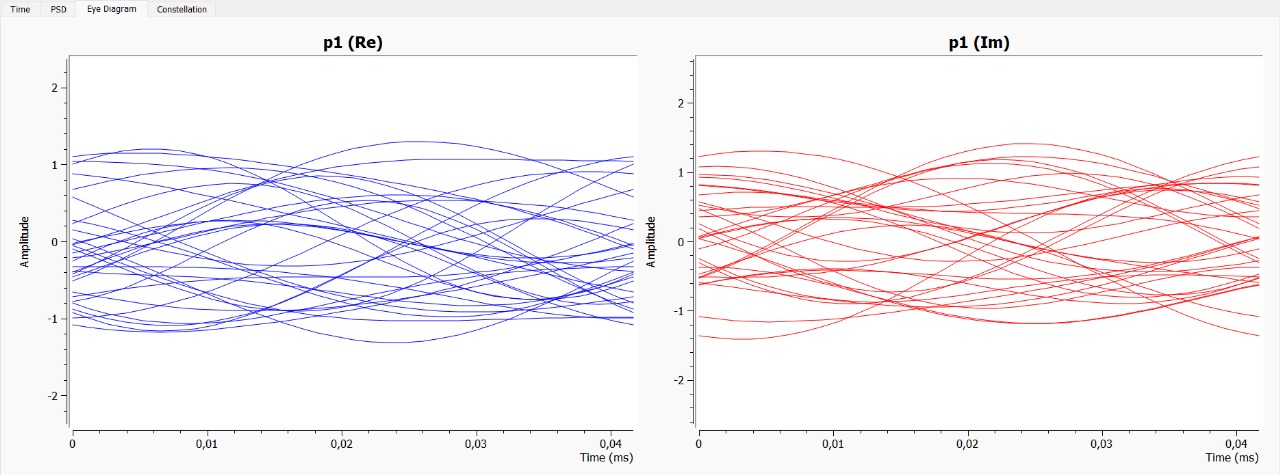 Time PSD Eye Diagram Constellation
p1 (Re)
Amplitude
2
1
0
-1
-2
0 0,01 0,02 0,03 0,04
Time (ms)
p1 (Im)
Amplitude
2
1
0
-1
-2
0 0,01 0,02 0,03 0,04
Time (ms)